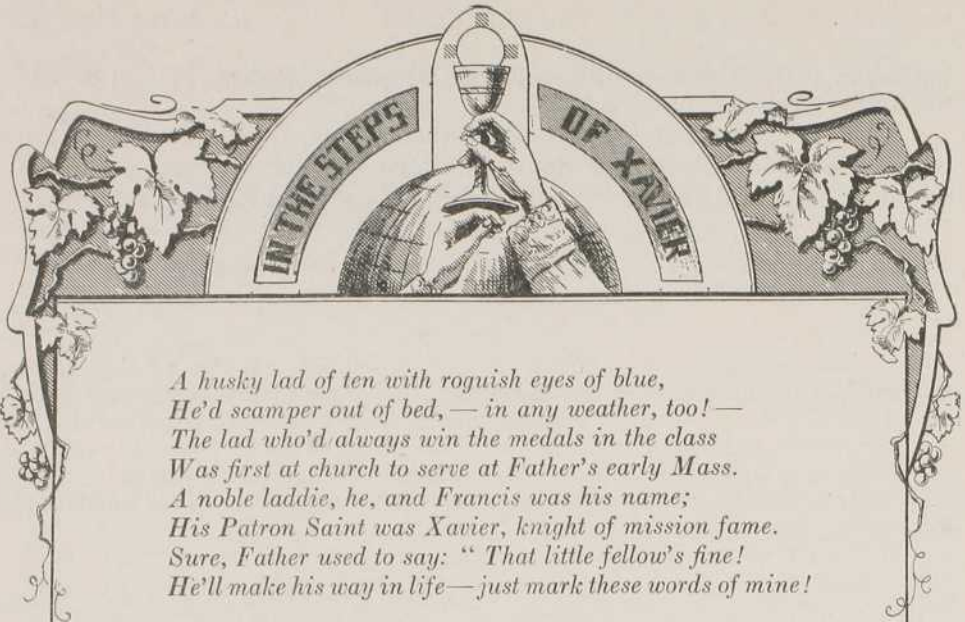 IN THE STEPS OF XAVIER
A husky lad of ten with roguish eyes of blue,
He'd scamper out of bed, — in any weather, too! —
The lad who'd always win the medals in the class
Was first at church to serve at Father's early Mass.
A noble laddie, he, and Francis was his name;
His Patron Saint was Xavier, knight of mission fame.
Sure, Father used to say: “ That little fellow's fine!
He'll make his way in life — just mark these words of mine!